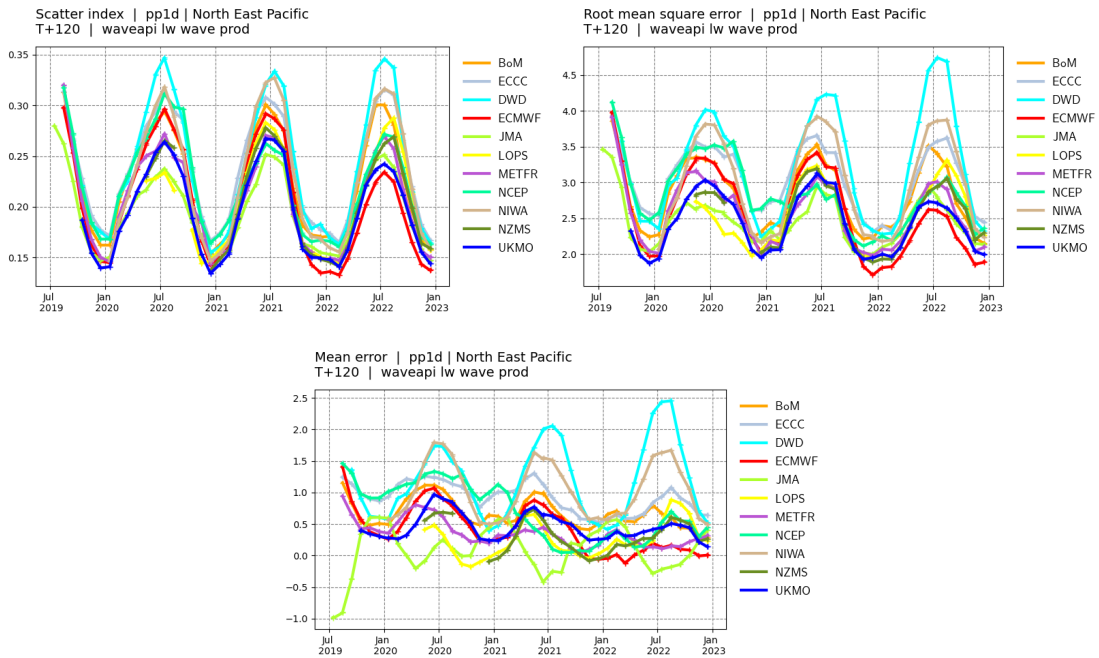 Scatter index | pp1d | North East Pacific
T+120 | waveapi lw wave prod
0.35
0.30
0.25
0.20
0.15
Jul
2019
Jan
2020
Jul
2020
Jan
2021
Jul
2021
Jan
2022
Jul
2022
Jan
2023
BoM
ECCC
DWD
ECMWF
JMA
LOPS
METFR
NCEP
NIWA
NZMS
UKMO
Root mean square error | pp1d | North East Pacific
T+120 | waveapi lw wave prod
4.5
4.0
3.5
3.0
2.5
2.0
Jul
2019
Jan
2020
Jul
2020
Jan
2021
Jul
2021
Jan
2022
Jul
2022
Jan
2023
BoM
ECCC
DWD
ECMWF
JMA
LOPS
METFR
NCEP
NIWA
NZMS
UKMO
Mean error | pp1d | North East Pacific
T+120 | waveapi lw wave prod
2.5
2.0
1.5
1.0
0.5
0.0
−0.5
−1.0
Jul
2019
Jan
2020
Jul
2020
Jan
2021
Jul
2021
Jan
2022
Jul
2022
Jan
2023
BoM
ECCC
DWD
ECMWF
JMA
LOPS
METFR
NCEP
NIWA
NZMS
UKMO